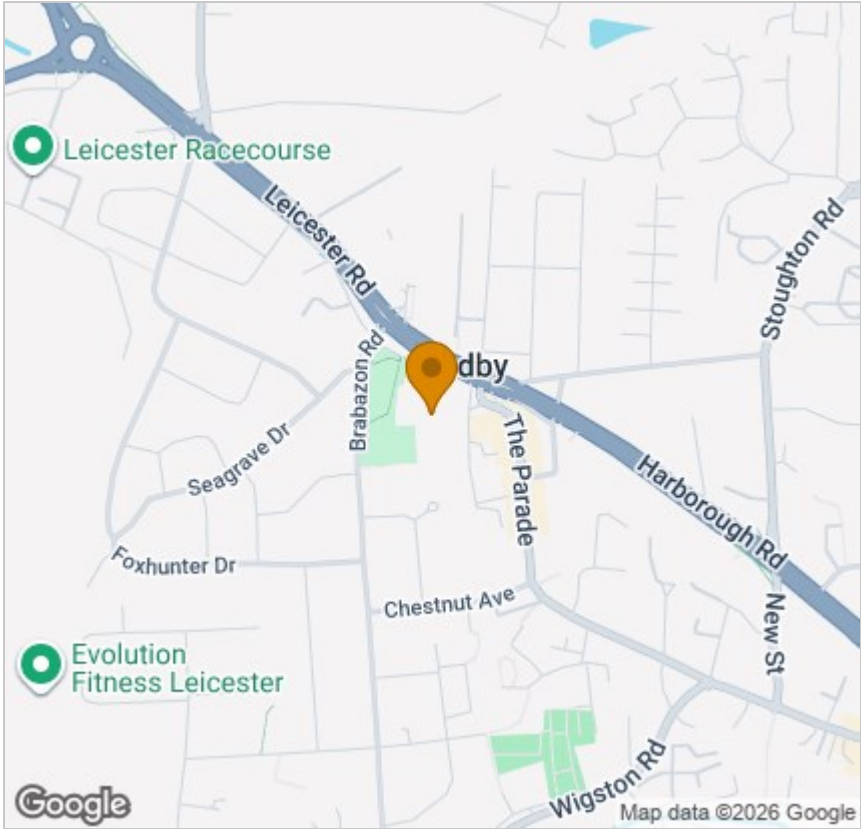 Leicester Racecourse
Leicester Rd
Stoughton Rd
dby
Brabazon Rd
Seagrave Dr
The Parade
Harborough Rd
Foxhunter Dr
Chestnut Ave
New St
Evolution
Fitness Leicester
Wigston Rd
Google
Map data ©2026 Google